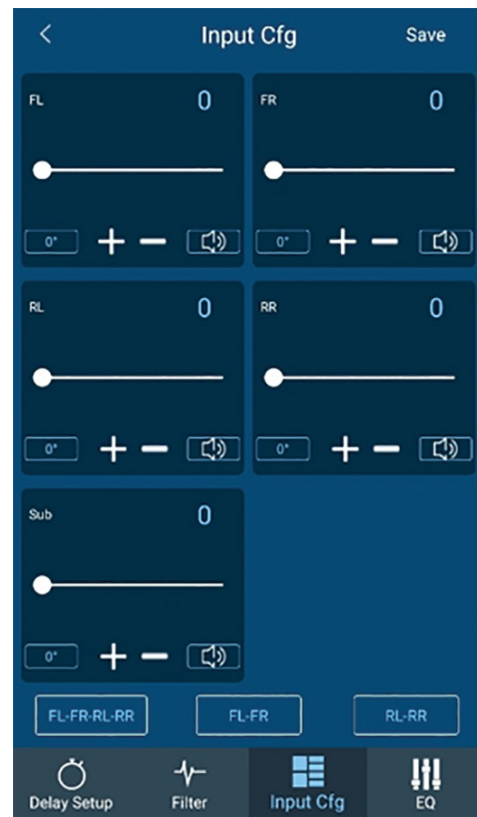 Input Cfg Save
FL 0 FR 0
0° 0°
RL 0 RR 0
0° 0°
Sub 0
0°
FL-FR-RL-RR FL-FR RL-RR
Delay Setup Filter Input Cfg EQ